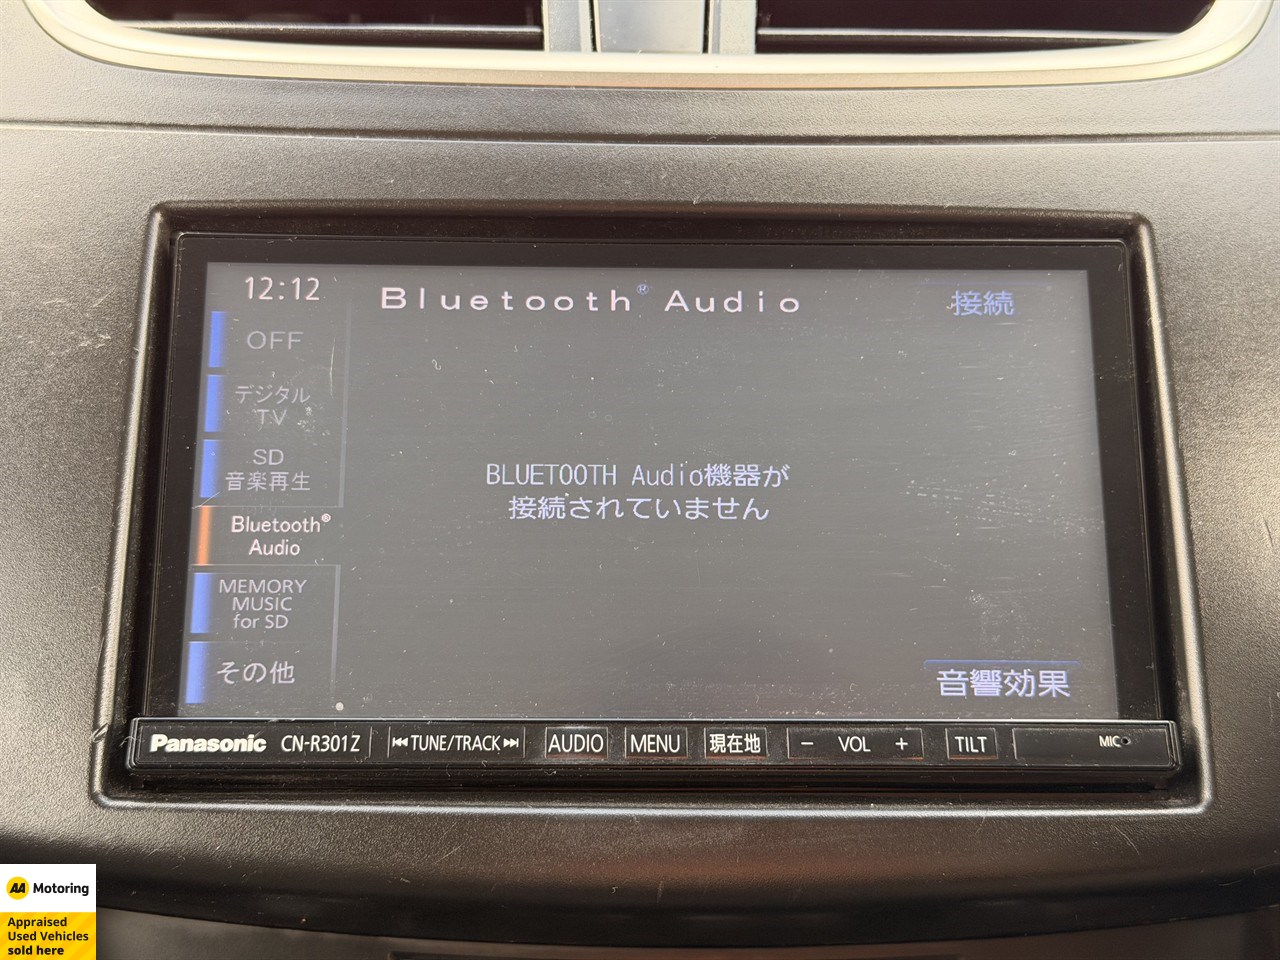 12:12
Bluetooth® Audio
接続
OFF
デジタル
TV
SD
音楽再生
Bluetooth®
Audio
MEMORY
MUSIC
for SD
その他
BLUETOOTH Audio機器が
接続されていません
音響効果
Panasonic CN-R301Z TUNE/TRACK AUDIO MENU 現在地 − VOL + TILT MIC
AA Motoring
Appraised
Used Vehicles
sold here